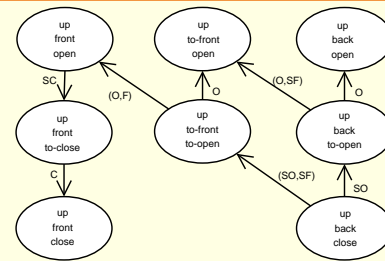 up
front
open
up
to-front
open
up
back
open
SC
(O,F)
O
(O,SF)
O
up
front
to-close
up
to-front
to-open
up
back
to-open
C
(SO,SF)
SO
up
front
close
up
back
close